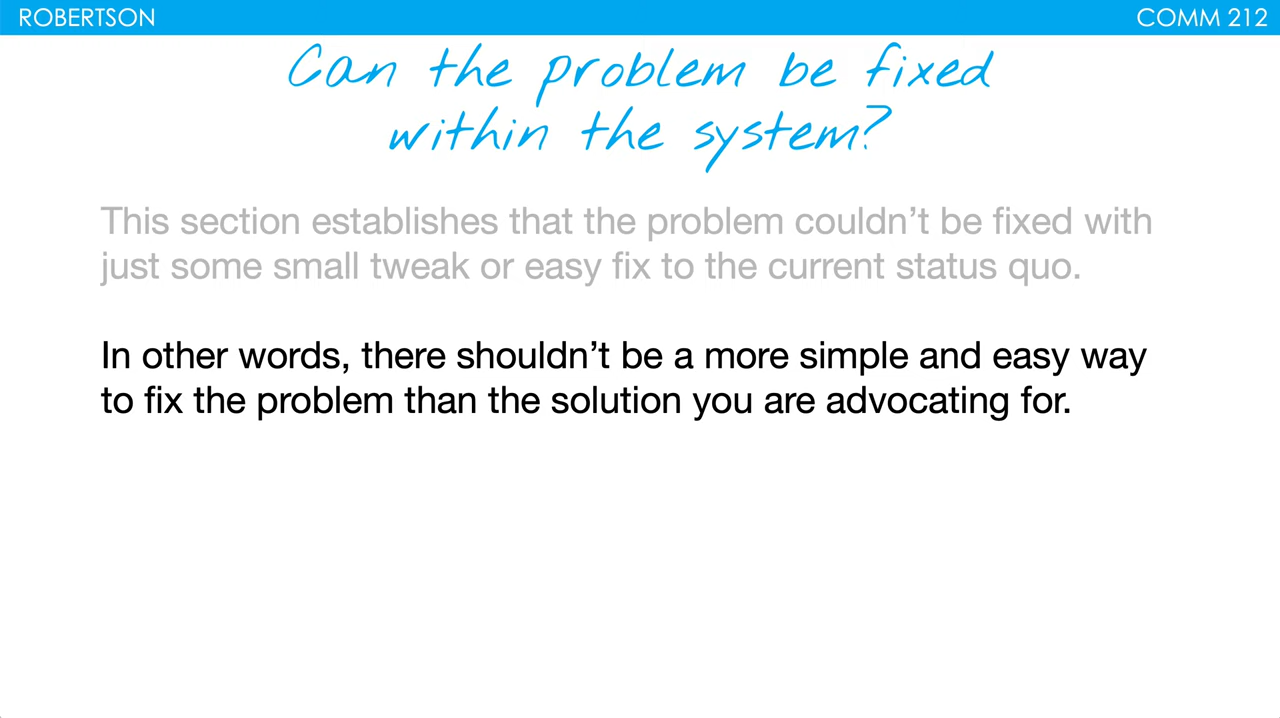 ROBERTSON
COMM 212
Can the problem be fixed
within the system?
This section establishes that the problem couldn’t be fixed with
just some small tweak or easy fix to the current status quo.
In other words, there shouldn’t be a more simple and easy way
to fix the problem than the solution you are advocating for.